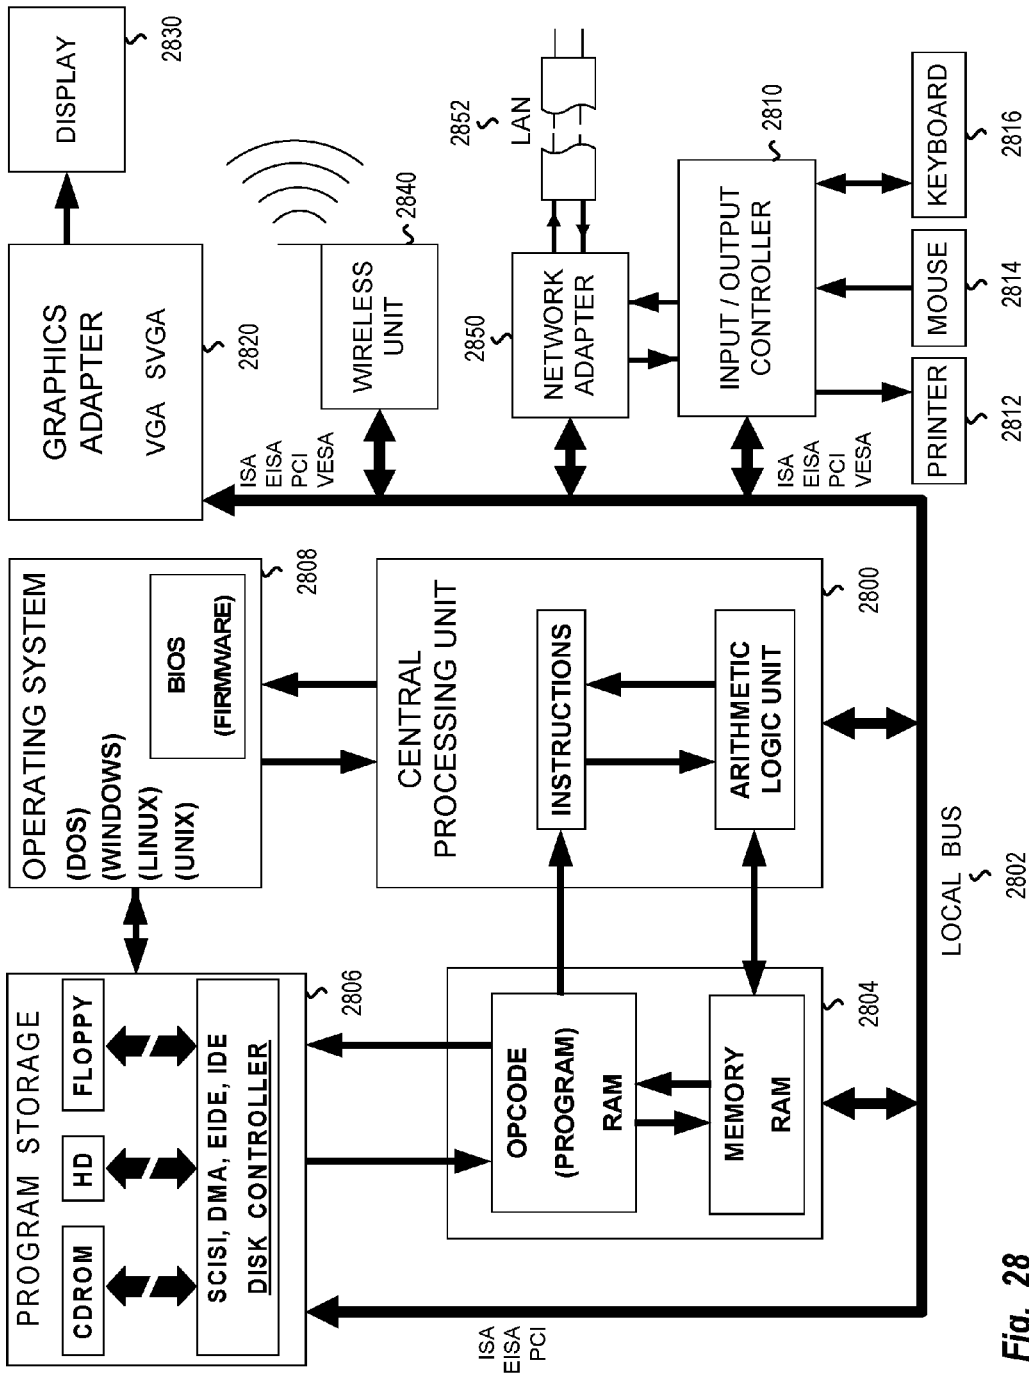 PROGRAM STORAGE
CDROM
HD
FLOPPY
SCISI, DMA, EIDE, IDE
DISK CONTROLLER
2806
ISA
EISA
PCI
OPERATING SYSTEM
(DOS)
(WINDOWS)
(LINUX)
(UNIX)
BIOS
(FIRMWARE)
2808
GRAPHICS
ADAPTER
VGA SVGA
2820
DISPLAY
2830
ISA
EISA
PCI
VESA
WIRELESS
UNIT
2840
CENTRAL
PROCESSING UNIT
INSTRUCTIONS
ARITHMETIC
LOGIC UNIT
2800
OPCODE
(PROGRAM)
RAM
MEMORY
RAM
2804
2850
NETWORK
ADAPTER
2852
LAN
INPUT / OUTPUT
CONTROLLER
2810
ISA
EISA
PCI
VESA
PRINTER
2812
MOUSE
2814
KEYBOARD
2816
LOCAL BUS
2802
Fig. 28